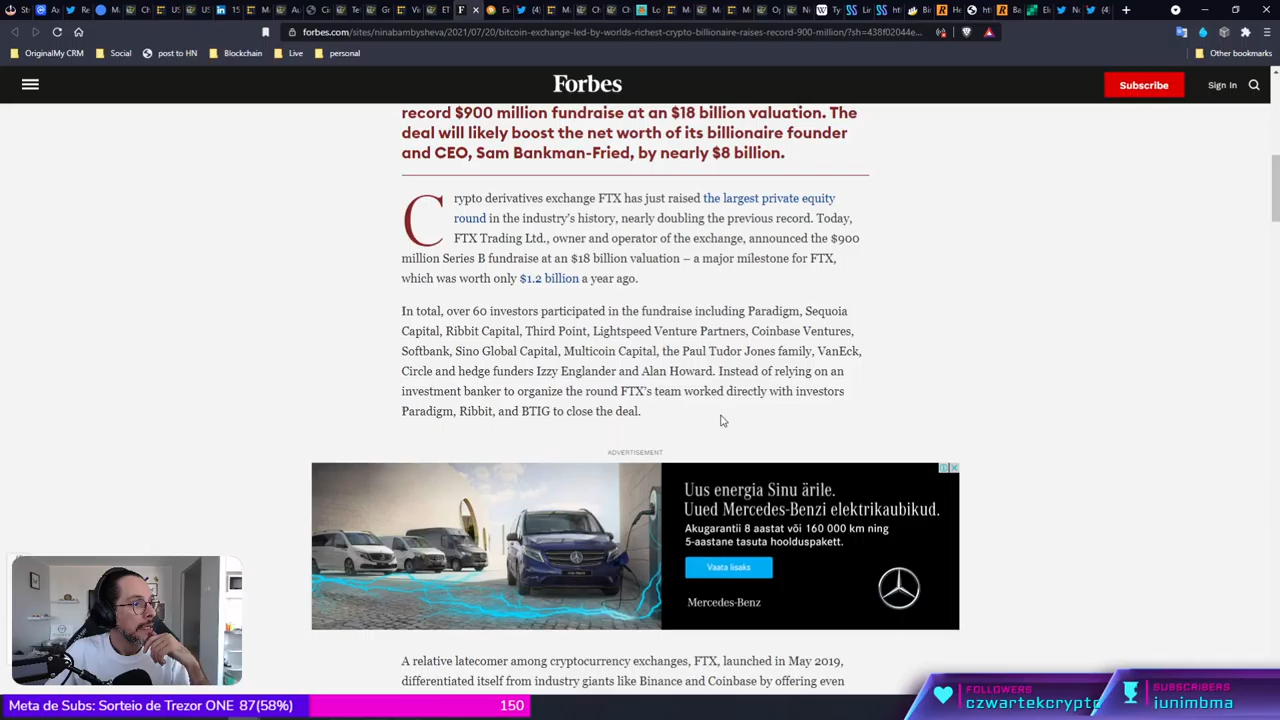 forbes.com/sites/ninabambysheva/2021/07/20/bitcoin-exchange-led-by-worlds-richest-crypto-billionaire-raises-record-900-million/?sh=438f02044e...
OriginalMy CRM
Social
post to HN
Blockchain
Live
personal
Other bookmarks
Forbes
Subscribe
Sign In
record $900 million fundraise at an $18 billion valuation. The
deal will likely boost the net worth of its billionaire founder
and CEO, Sam Bankman-Fried, by nearly $8 billion.
Crypto derivatives exchange FTX has just raised the largest private equity
round in the industry's history, nearly doubling the previous record. Today,
FTX Trading Ltd., owner and operator of the exchange, announced the $900
million Series B fundraise at an $18 billion valuation – a major milestone for FTX,
which was worth only $1.2 billion a year ago.
In total, over 60 investors participated in the fundraise including Paradigm, Sequoia
Capital, Ribbit Capital, Third Point, Lightspeed Venture Partners, Coinbase Ventures,
Softbank, Sino Global Capital, Multicoin Capital, the Paul Tudor Jones family, VanEck,
Circle and hedge funders Izzy Englander and Alan Howard. Instead of relying on an
investment banker to organize the round FTX's team worked directly with investors
Paradigm, Ribbit, and BTIG to close the deal.
ADVERTISEMENT
Uus energia Sinu ärile.
Uued Mercedes-Benzi elektrikaubikud.
Akugarantii 8 aastat või 160 000 km ning
5-aastane tasuta hoolduspakett.
Vaata lisaks
Mercedes-Benz
A relative latecomer among cryptocurrency exchanges, FTX, launched in May 2019,
differentiated itself from industry giants like Binance and Coinbase by offering even
FOLLOWERS
czwartekcrypto
SUBSCRIBERS
junimbma
Meta de Subs: Sorteio de Trezor ONE 87(58%)
150